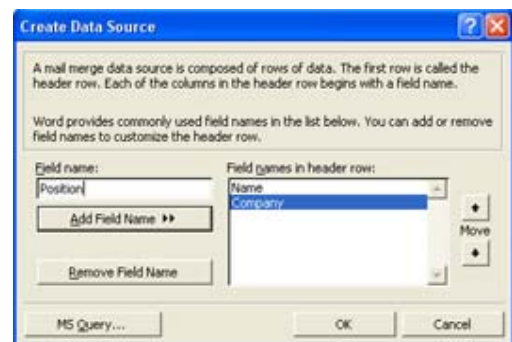 Create Data Source
A mail merge data source is composed of rows of data. The first row is called the
header row. Each of the columns in the header row begins with a field name.
Word provides commonly used field names in the list below. You can add or remove
field names to customize the header row.
Field name:
Field names in header row:
Position
Name
Company
Add Field Name
Move
Remove Field Name
MS Query...
OK
Cancel